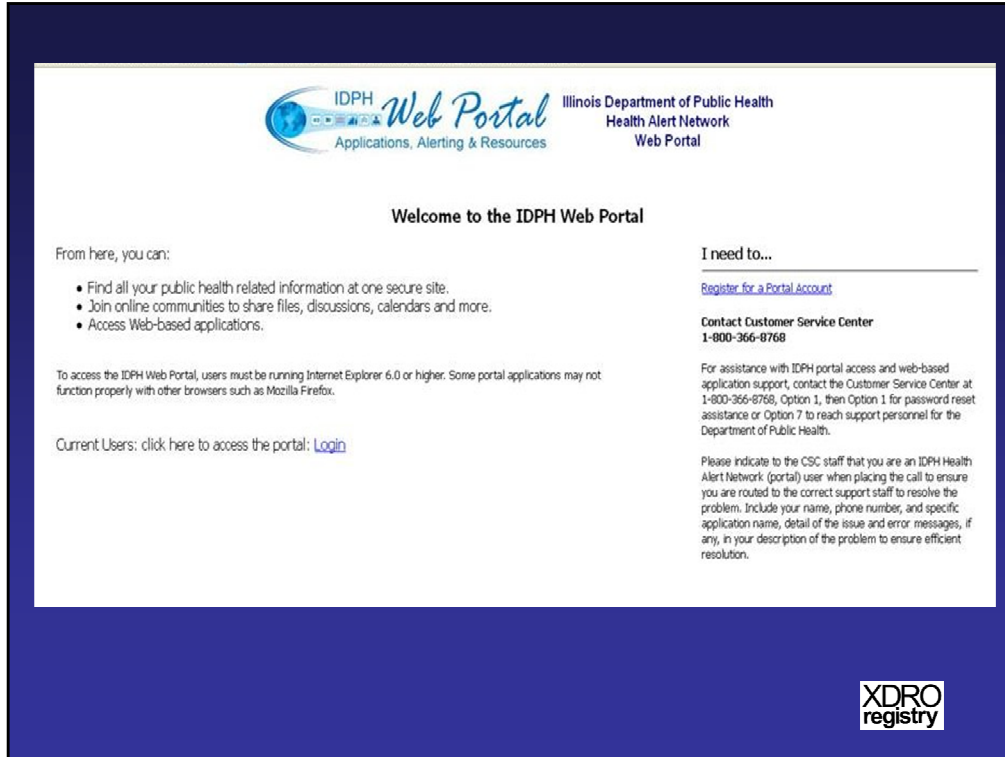 IDPH Web Portal
Applications, Alerting & Resources
Illinois Department of Public Health
Health Alert Network
Web Portal
Welcome to the IDPH Web Portal
From here, you can:
• Find all your public health related information at one secure site.
• Join online communities to share files, discussions, calendars and more.
• Access Web-based applications.
To access the IDPH Web Portal, users must be running Internet Explorer 6.0 or higher. Some portal applications may not
function properly with other browsers such as Mozilla Firefox.
Current Users: click here to access the portal: Login
I need to...
Register for a Portal Account
Contact Customer Service Center
1-800-366-8768
For assistance with IDPH portal access and web-based
application support, contact the Customer Service Center at
1-800-366-8768, Option 1, then Option 1 for password reset
assistance or Option 7 to reach support personnel for the
Department of Public Health.
Please indicate to the CSC staff that you are an IDPH Health
Alert Network (portal) user when placing the call to ensure
you are routed to the correct support staff to resolve the
problem. Include your name, phone number, and specific
application name, detail of the issue and error messages, if
any, in your description of the problem to ensure efficient
resolution.
XDRO
registry